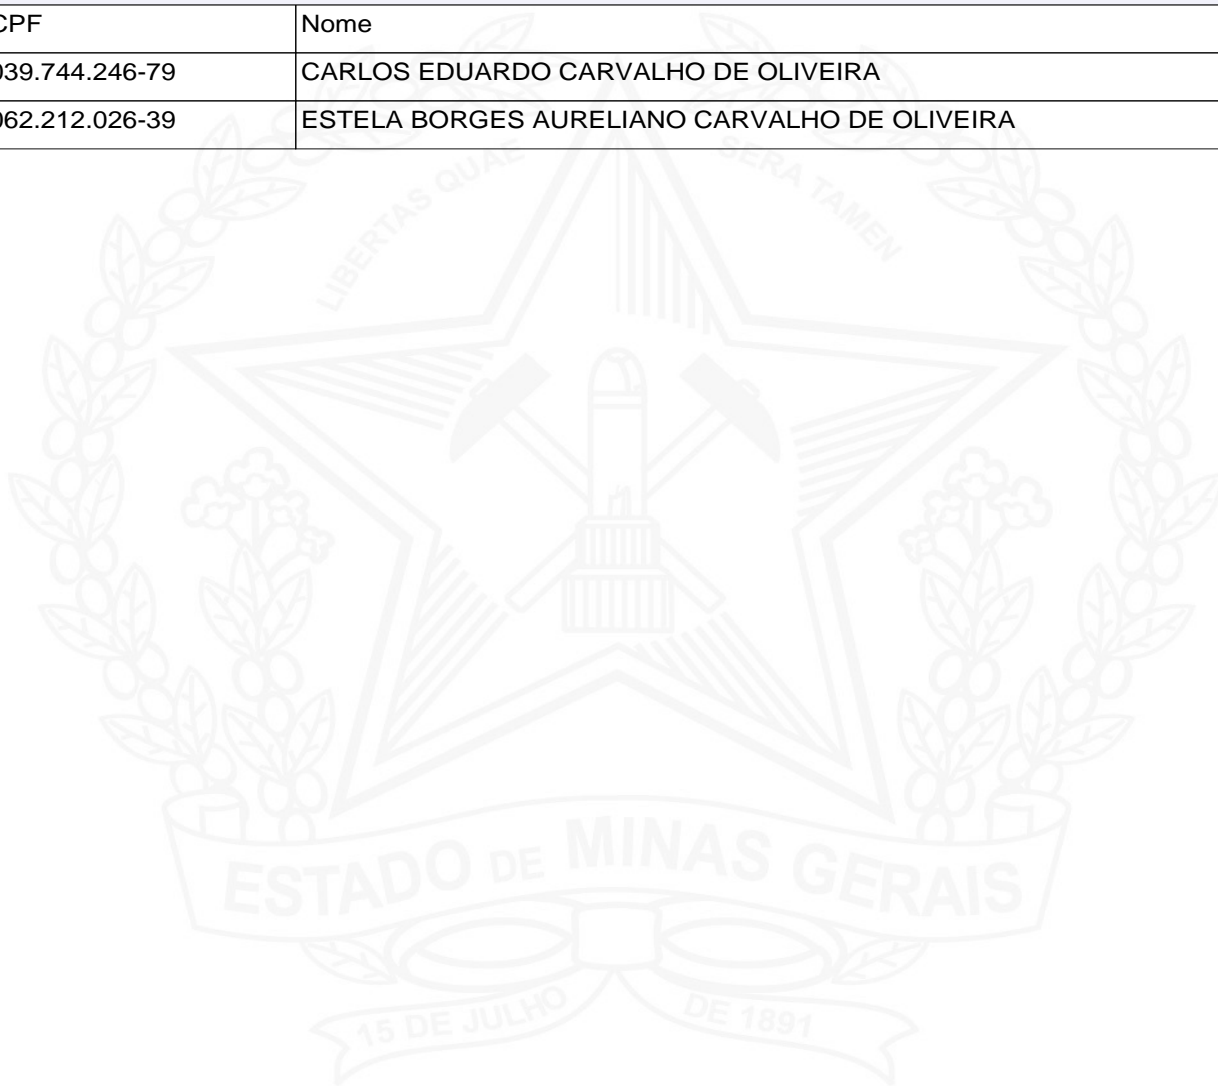 CPF Nome
039.744.246-79 CARLOS EDUARDO CARVALHO DE OLIVEIRA
062.212.026-39 ESTELA BORGES AURELIANO CARVALHO DE OLIVEIRA
LIBERTAS QUAE SERA TAMEN
ESTADO DE MINAS GERAIS
15 DE JULHO DE 1891